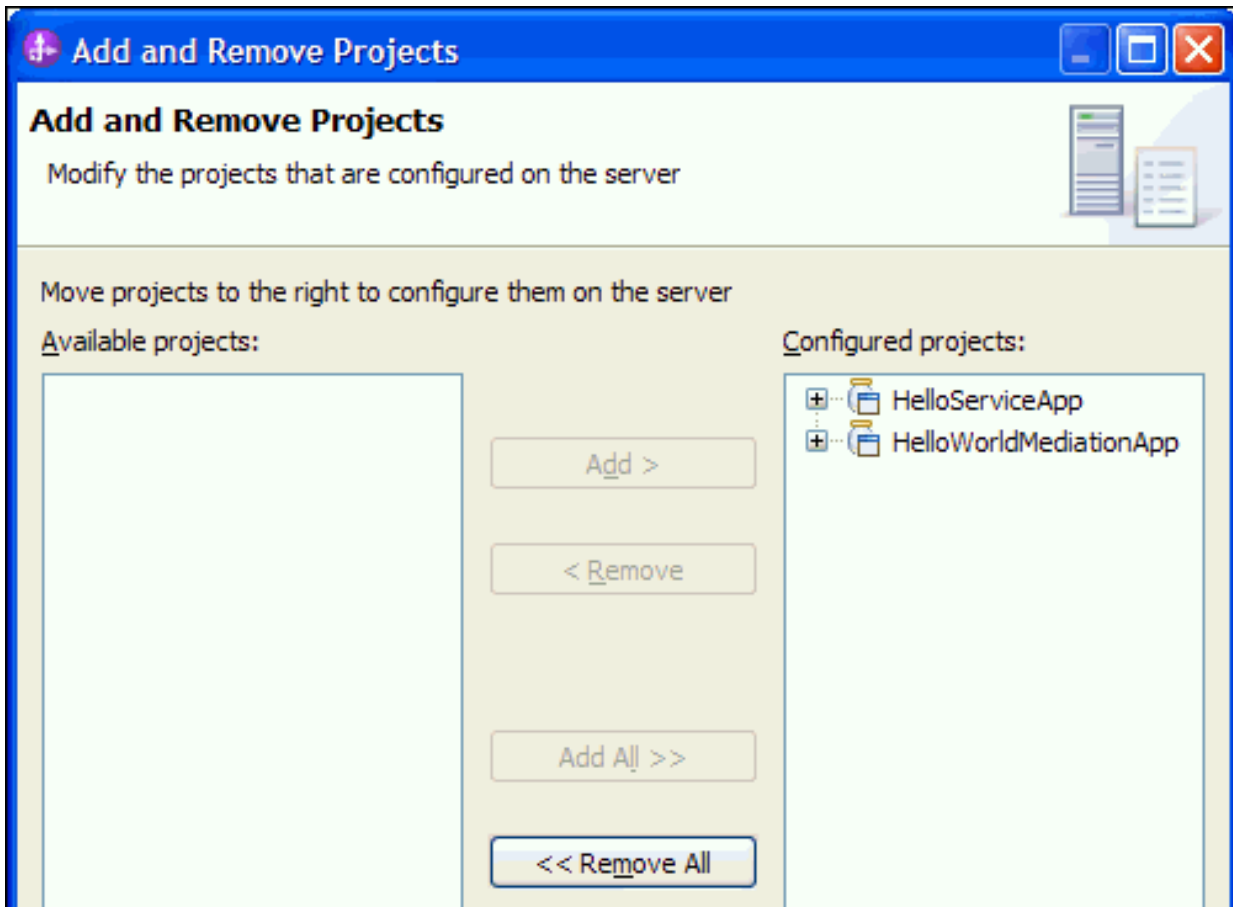 Add and Remove Projects
Add and Remove Projects
Modify the projects that are configured on the server
Move projects to the right to configure them on the server
Available projects:
Configured projects:
HelloServiceApp
HelloWorldMediationApp
Add >
< Remove
Add All >>
<< Remove All